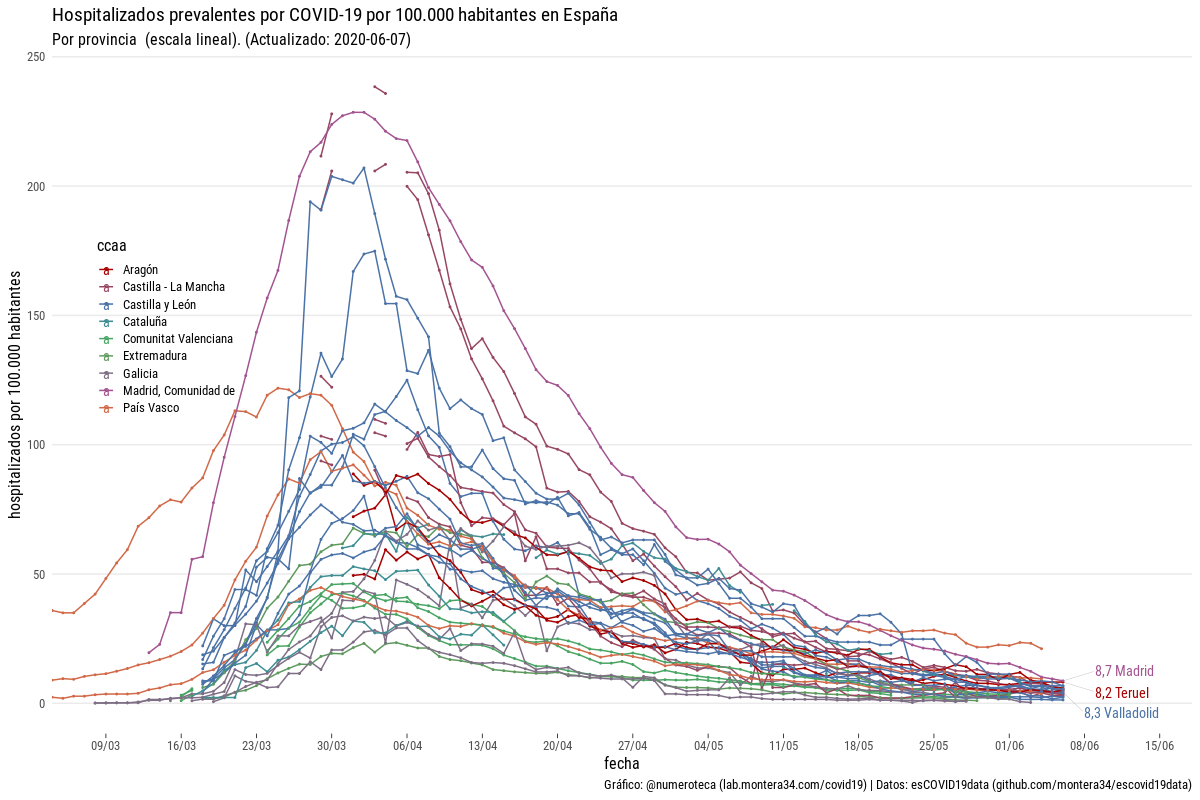 Hospitalizados prevalentes por COVID-19 por 100.000 habitantes en España
Por provincia (escala lineal). (Actualizado: 2020-06-07)
hospitalizados por 100.000 habitantes
250
200
150
100
50
0
ccaa
Aragón
Castilla - La Mancha
Castilla y León
Cataluña
Comunitat Valenciana
Extremadura
Galicia
Madrid, Comunidad de
País Vasco
8,7 Madrid
8,2 Teruel
8,3 Valladolid
09/03 16/03 23/03 30/03 06/04 13/04 20/04 27/04 04/05 11/05 18/05 25/05 01/06 08/06 15/06
fecha
Gráfico: @numeroteca (lab.montera34.com/covid19) | Datos: esCOVID19data (github.com/montera34/escovid19data)